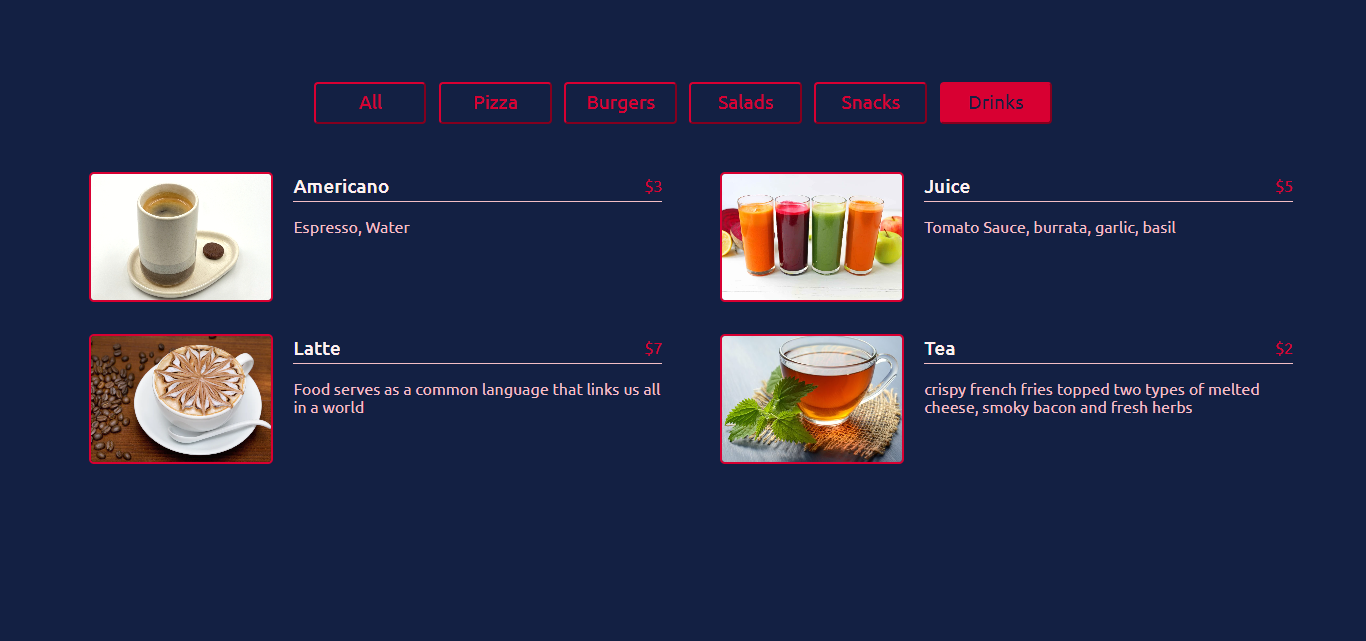 All
Pizza
Burgers
Salads
Snacks
Drinks
Americano $3
Espresso, Water
Juice $5
Tomato Sauce, burrata, garlic, basil
Latte $7
Food serves as a common language that links us all
in a world
Tea $2
crispy french fries topped two types of melted
cheese, smoky bacon and fresh herbs